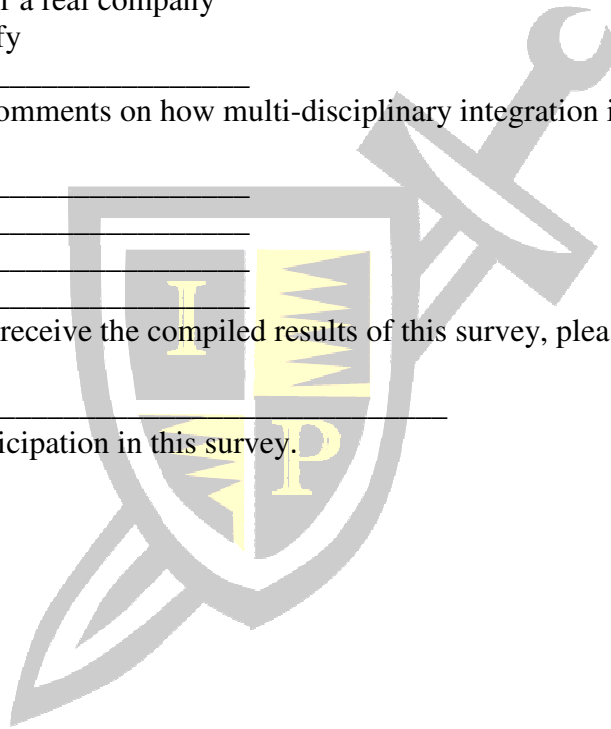 r a real company
fy
omments on how multi-disciplinary integration i
I
receive the compiled results of this survey, plea
icipation in this survey.
P